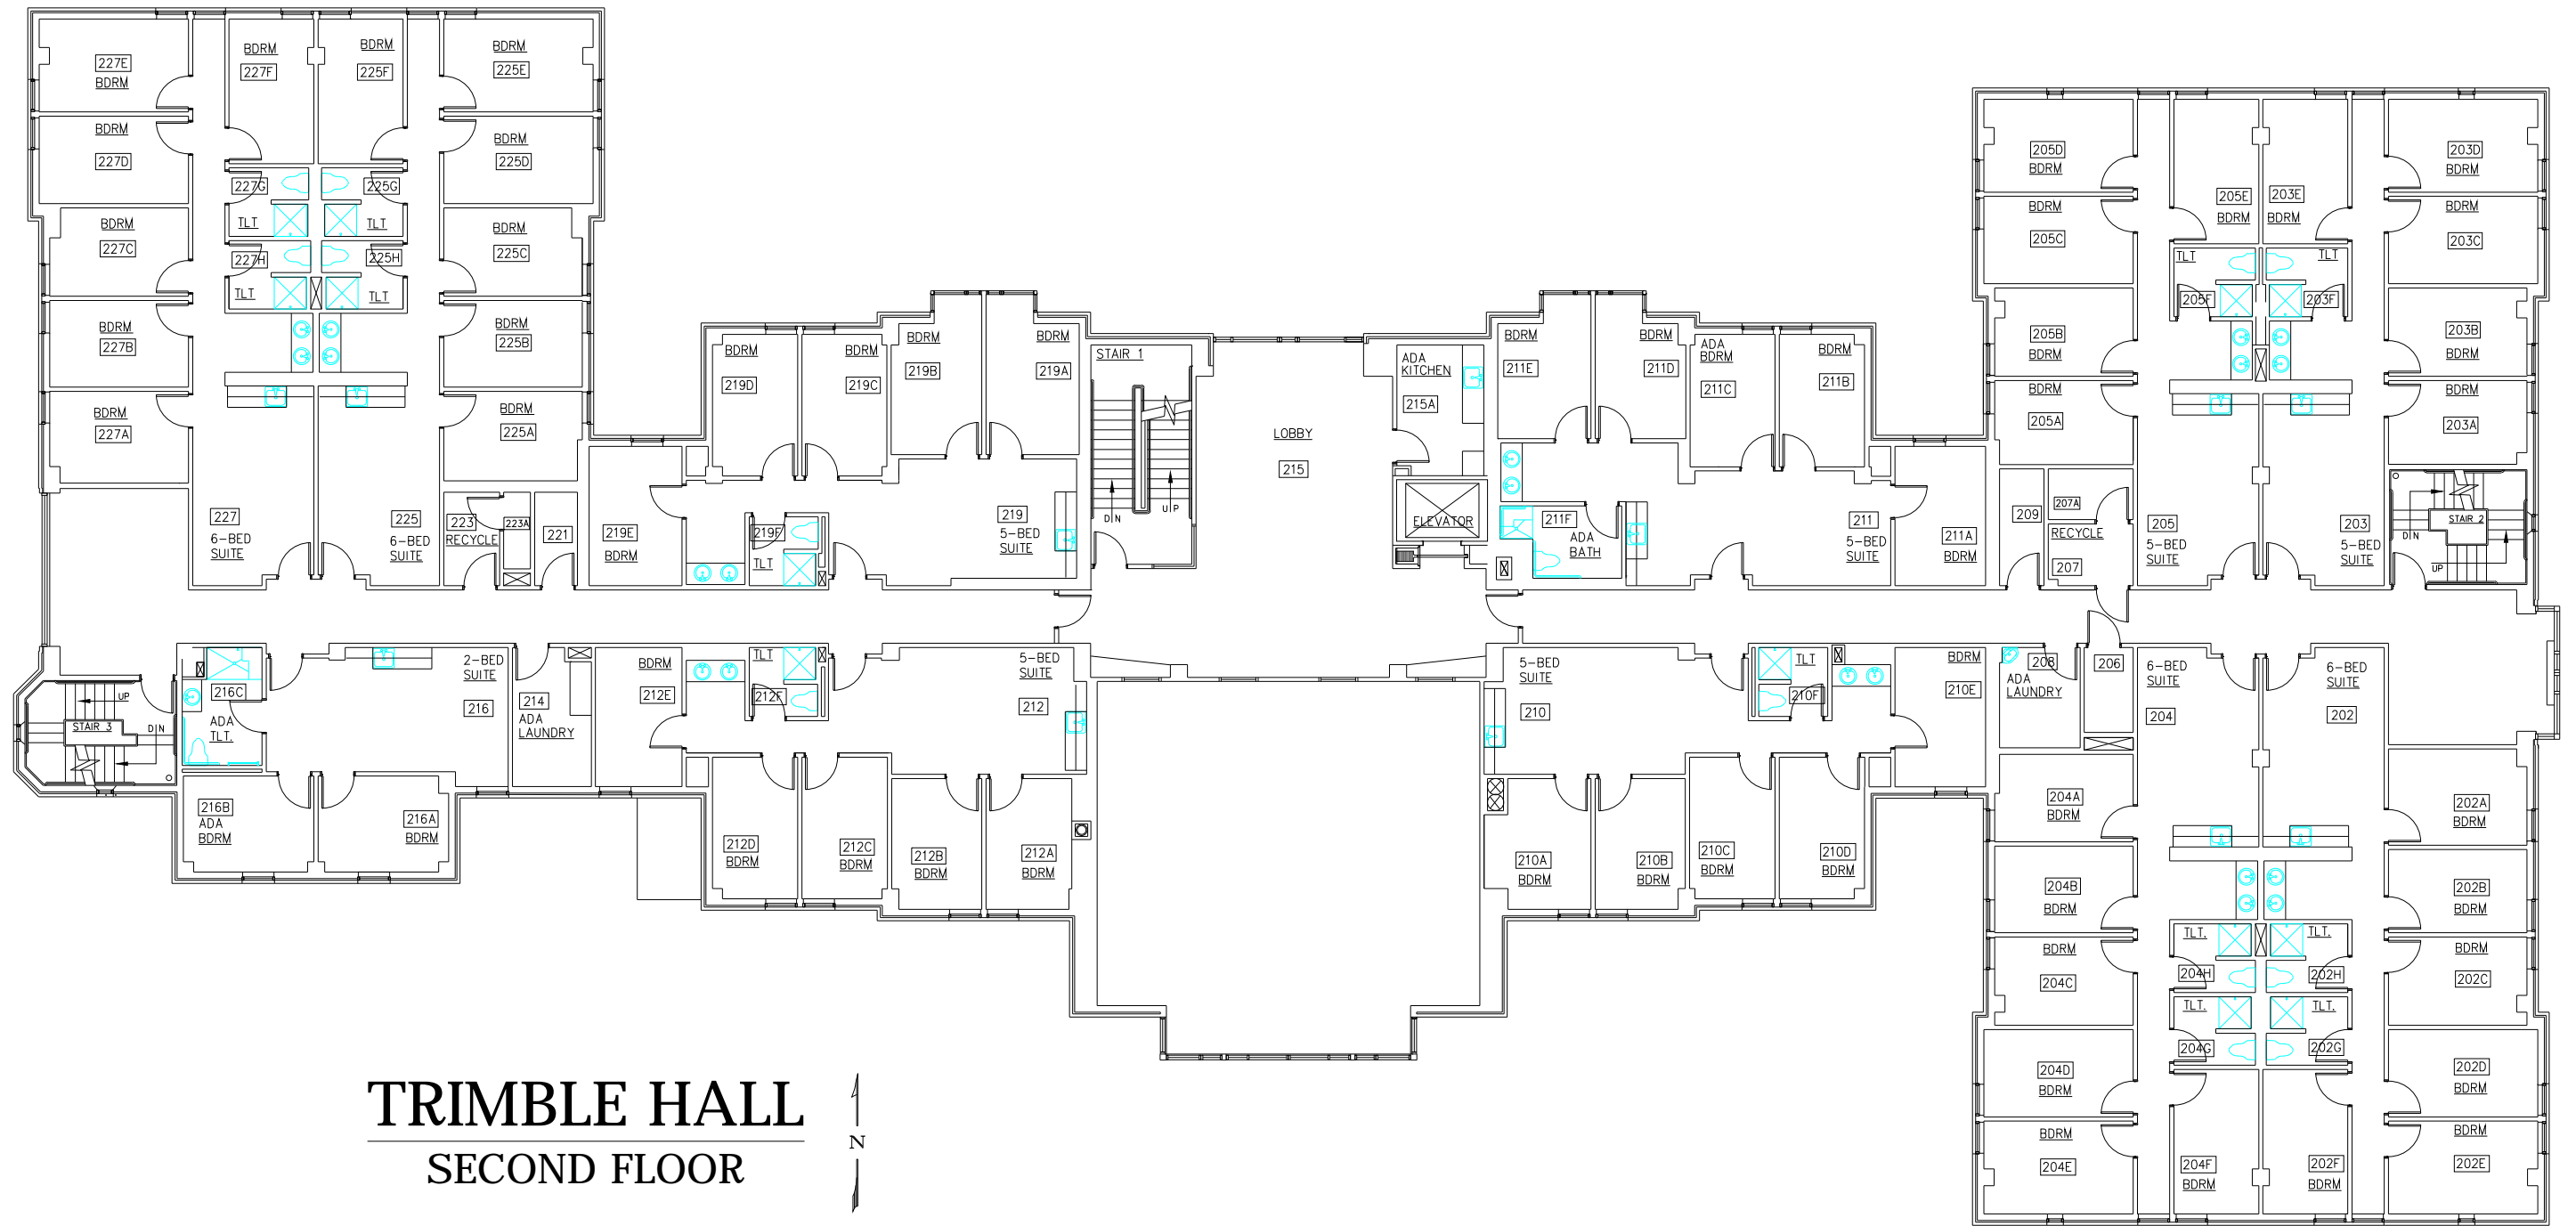 227E
BDRM
BDRM
227F
BDRM
225F
BDRM
225E
BDRM
227D
BDRM
225D
227G
225G
TLT
TLT
BDRM
227C
BDRM
225C
227H
225H
TLT
TLT
BDRM
227B
BDRM
225B
BDRM
227A
BDRM
225A
227
6-BED
SUITE
225
6-BED
SUITE
223
RECYCLE
223A
221
219E
BDRM
BDRM
219D
BDRM
219C
BDRM
219B
BDRM
219A
219F
TLT
219
5-BED
SUITE
STAIR 1
DN
UP
LOBBY
215
ADA
KITCHEN
215A
ELEVATOR
BDRM
211E
BDRM
211D
ADA
BDRM
211C
BDRM
211B
211F
ADA
BATH
211
5-BED
SUITE
211A
BDRM
209
207A
RECYCLE
207
205D
BDRM
205E
BDRM
203E
BDRM
203D
BDRM
BDRM
205C
BDRM
203C
TLT
TLT
205F
203F
205B
BDRM
203B
BDRM
BDRM
205A
BDRM
203A
205
5-BED
SUITE
203
5-BED
SUITE
STAIR 2
DN
UP
UP
STAIR 3
DN
216C
ADA
TLT.
2-BED
SUITE
216
214
ADA
LAUNDRY
BDRM
212E
TLT
212F
5-BED
SUITE
212
216B
ADA
BDRM
216A
BDRM
212D
BDRM
212C
BDRM
212B
BDRM
212A
BDRM
5-BED
SUITE
210
TLT
210F
BDRM
210E
208
ADA
LAUNDRY
206
6-BED
SUITE
204
6-BED
SUITE
202
210A
BDRM
210B
BDRM
210C
BDRM
210D
BDRM
204A
BDRM
202A
BDRM
204B
BDRM
202B
BDRM
TLT.
TLT.
BDRM
204C
204H
202H
BDRM
202C
TLT.
TLT.
204G
202G
204D
BDRM
202D
BDRM
BDRM
204E
204F
BDRM
202F
BDRM
BDRM
202E
TRIMBLE HALL
SECOND FLOOR
N